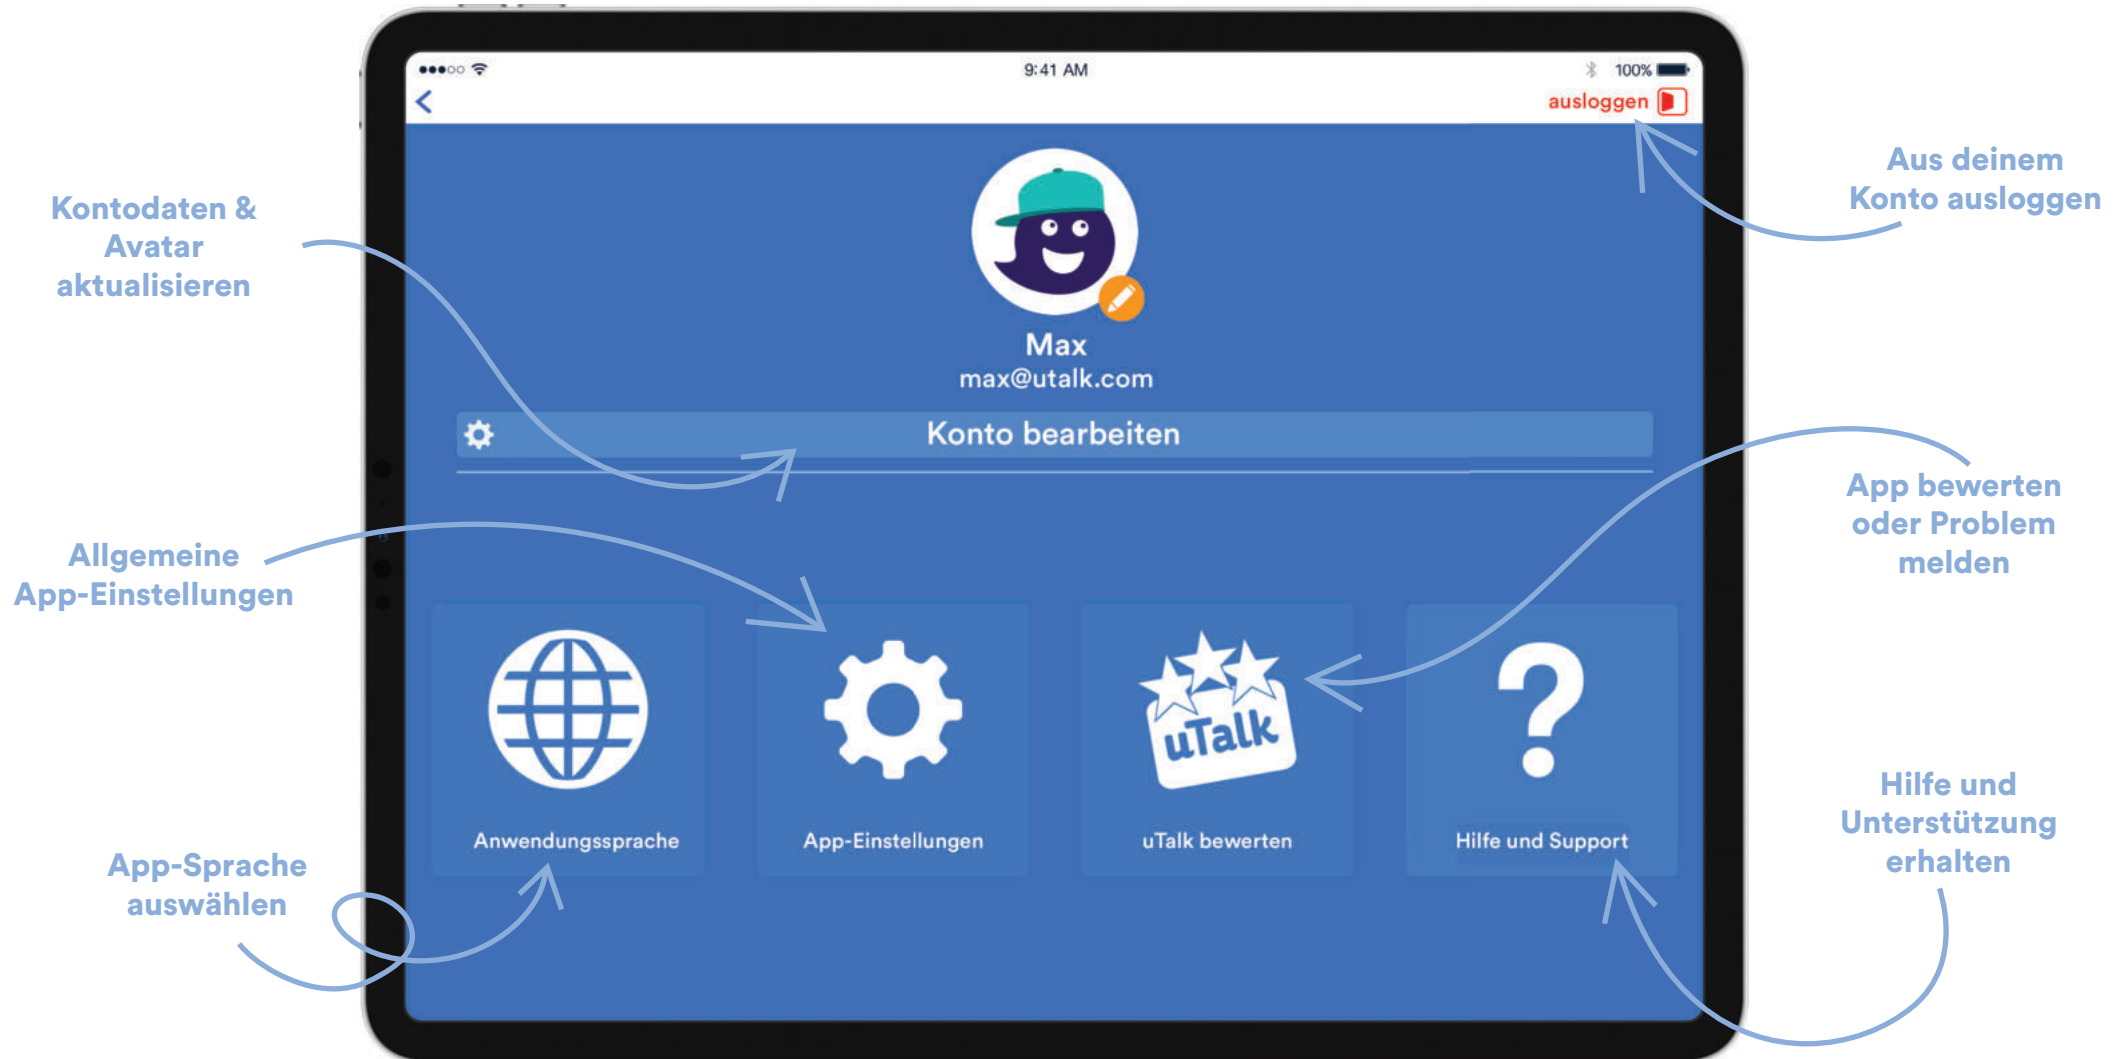 9:41 AM
100%
ausloggen
Aus deinem
Konto ausloggen
Kontodaten &
Avatar
aktualisieren
Max
max@utalk.com
Konto bearbeiten
App bewerten
oder Problem
melden
Allgemeine
App-Einstellungen
uTalk
Anwendungssprache
App-Einstellungen
uTalk bewerten
Hilfe und Support
Hilfe und
Unterstützung
erhalten
App-Sprache
auswählen